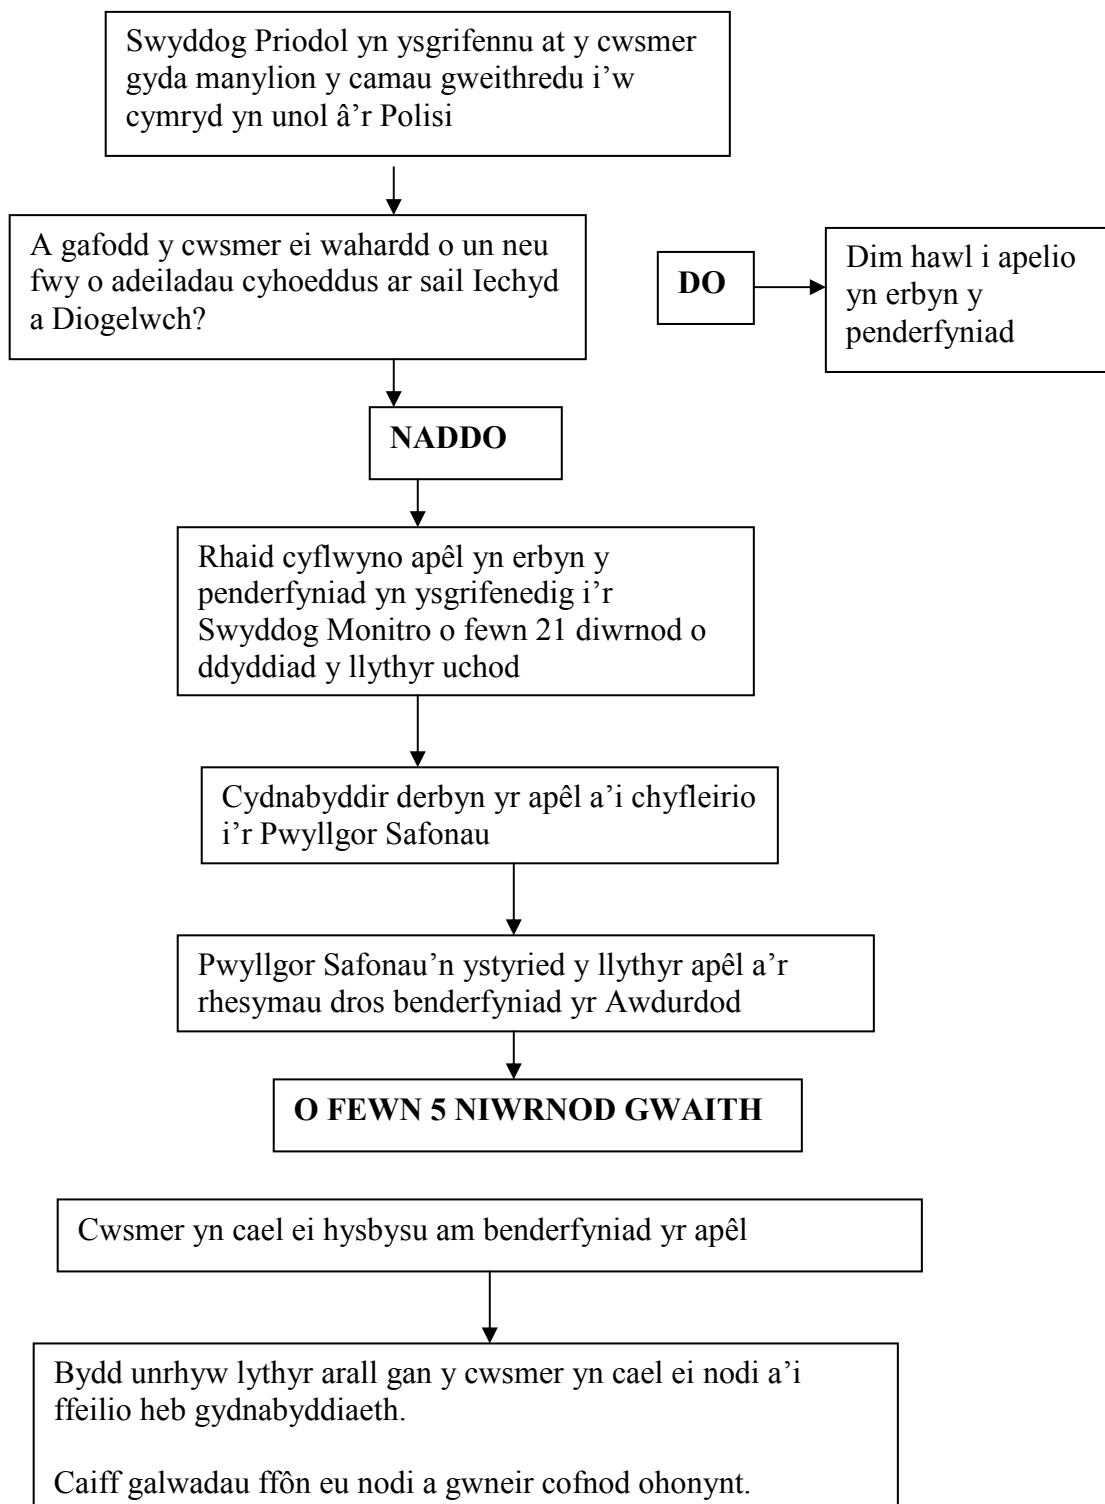 Swyddog Priodol yn ysgrifennu at y cwsmer
gyda manylion y camau gweithredu i’w
cymryd yn unol â’r Polisi
A gafodd y cwsmer ei wahardd o un neu
fwy o adeiladau cyhoeddus ar sail Iechyd
a Diogelwch?
DO
Dim hawl i apelio
yn erbyn y
penderfyniad
NADDO
Rhaid cyflwyno apêl yn erbyn y
penderfyniad yn ysgrifenedig i’r
Swyddog Monitro o fewn 21 diwrnod o
ddyddiad y llythyr uchod
Cydnabyddir derbyn yr apêl a’i chyfleirio
i’r Pwyllgor Safonau
Pwyllgor Safonau’n ystyried y llythyr apêl a’r
rhesymau dros benderfyniad yr Awdurdod
O FEWN 5 NIWRNOD GWAITH
Cwsmer yn cael ei hysbysu am benderfyniad yr apêl
Bydd unrhyw lythyr arall gan y cwsmer yn cael ei nodi a’i
ffeilio heb gydnabyddiaeth.
Caiff galwadau ffôn eu nodi a gwneir cofnod ohonynt.